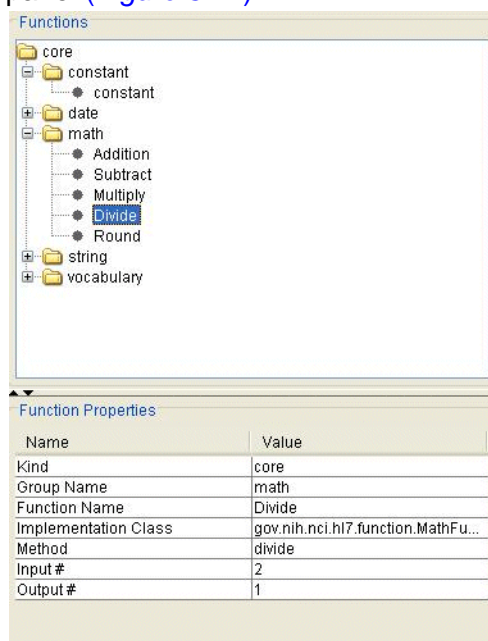 Functions
core
constant
constant
date
math
Addition
Subtract
Multiply
Divide
Round
string
vocabulary
Function Properties
Name Value
Kind core
Group Name math
Function Name Divide
Implementation Class gov.nih.nci.hl7.function.MathFu...
Method divide
Input # 2
Output # 1